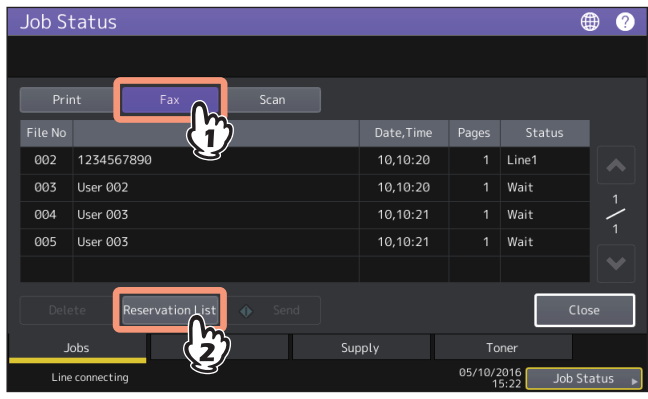 Job Status
?
Print Fax Scan
1
File No Date,Time Pages Status
002 1234567890 10,10:20 1 Line1
003 User 002 10,10:20 1 Wait
004 User 003 10,10:21 1 Wait
005 User 003 10,10:21 1 Wait
1
1
Delete Reservation List Send Close
2
Jobs Supply Toner
Line connecting 05/10/2016
15:22 Job Status